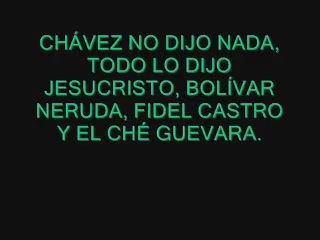 CHÁVEZ NO DIJO NADA,
TODO LO DIJO
JESUCRISTO, BOLÍVAR
NERUDA, FIDEL CASTRO
Y EL CHÉ GUEVARA.